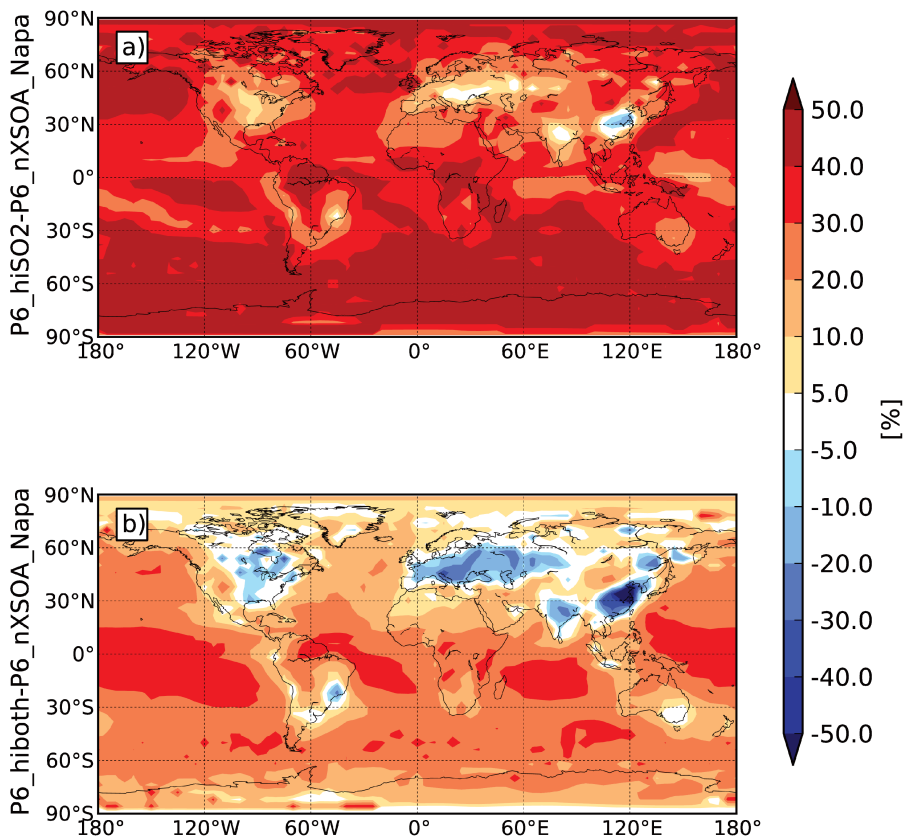 P6_hiSO2-P6_nXSOA_Napa
a)
90°N
60°N
30°N
0°
30°S
60°S
90°S
180° 120°W 60°W 0° 60°E 120°E 180°
P6_hiboth-P6_nXSOA_Napa
b)
90°N
60°N
30°N
0°
30°S
60°S
90°S
180° 120°W 60°W 0° 60°E 120°E 180°
50.0
40.0
30.0
20.0
10.0
5.0
-5.0
-10.0
-20.0
-30.0
-40.0
-50.0
[%]